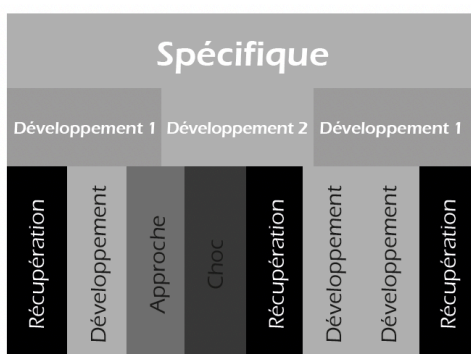 Spécifique
Développement 1 Développement 2 Développement 1
Récupération
Développement
Approche
Choc
Récupération
Développement
Développement
Récupération